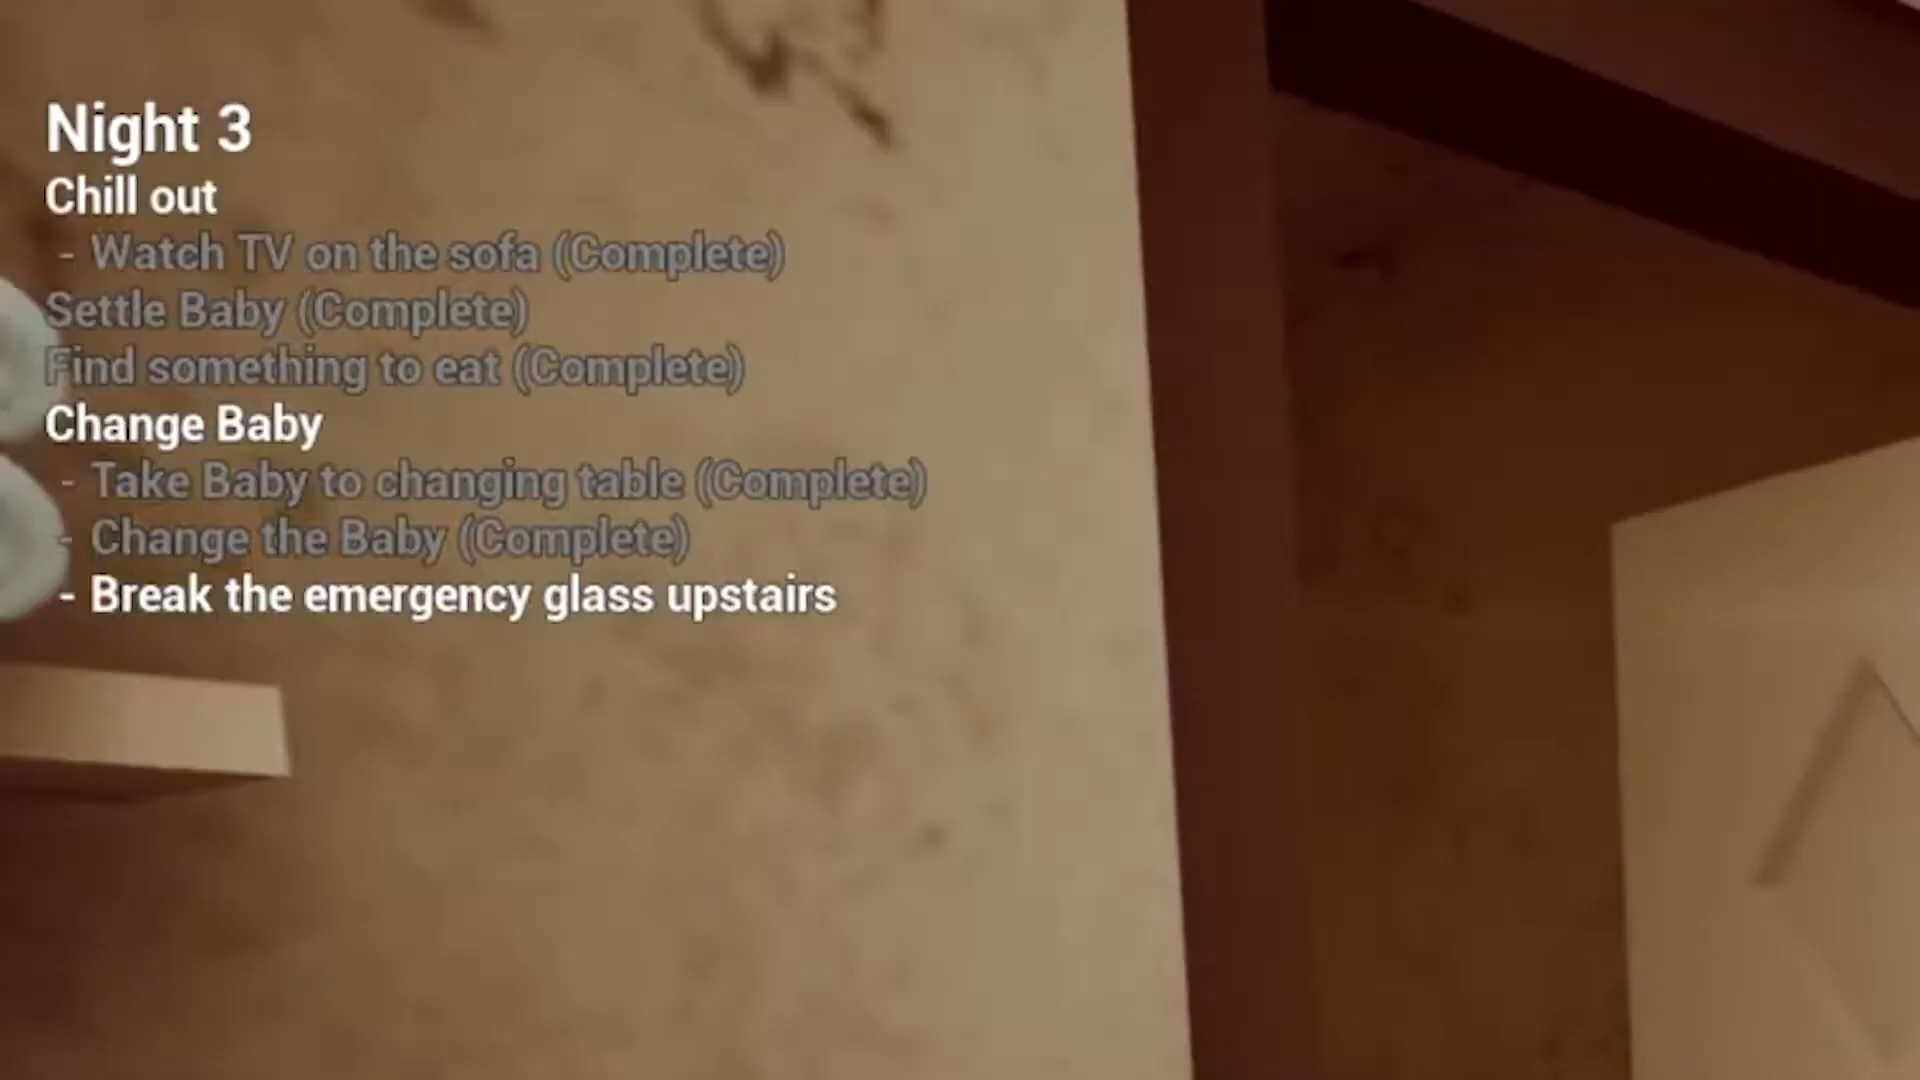 Night 3
Chill out
- Watch TV on the sofa (Complete)
Settle Baby (Complete)
Find something to eat (Complete)
Change Baby
- Take Baby to changing table (Complete)
- Change the Baby (Complete)
- Break the emergency glass upstairs